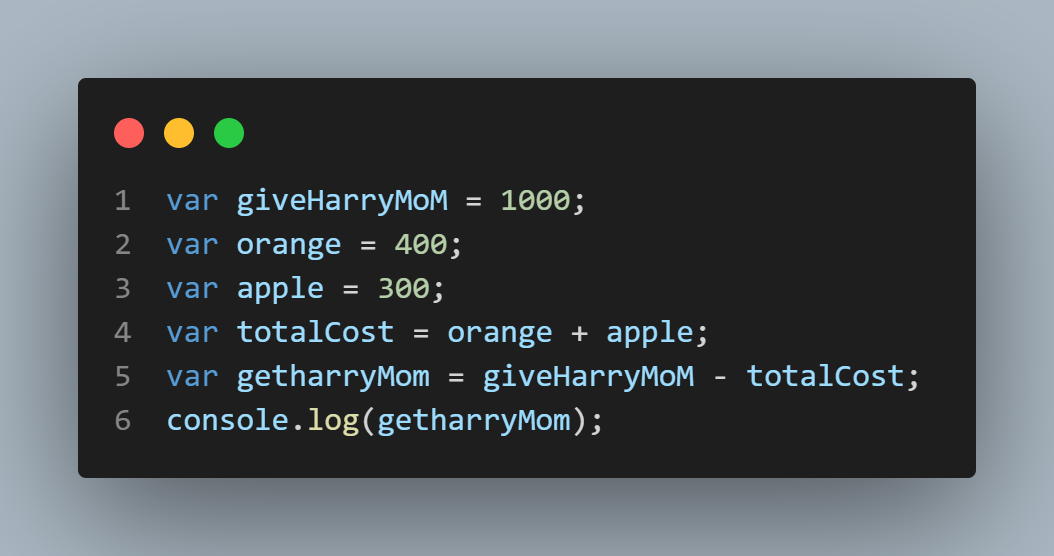 1 var giveHarryMoM = 1000;
2 var orange = 400;
3 var apple = 300;
4 var totalCost = orange + apple;
5 var getharryMom = giveHarryMoM - totalCost;
6 console.log(getharryMom);